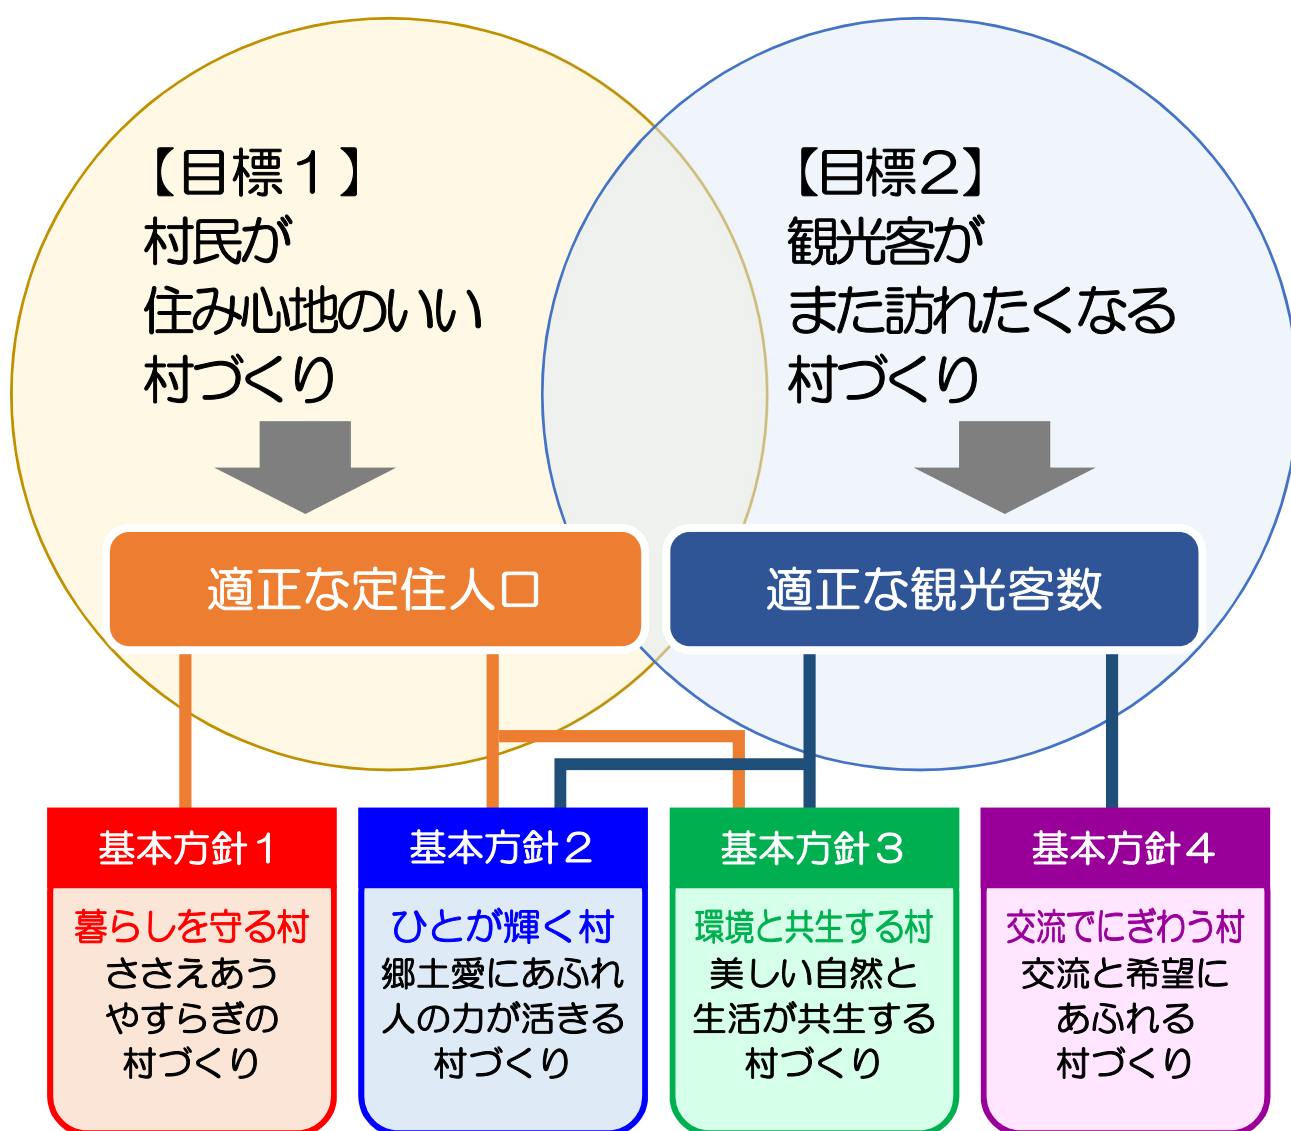 【目標１】
村民が
住み心地のいい
村づくり
【目標２】
観光客が
また訪れたくなる
村づくり
適正な定住人口
適正な観光客数
基本方針１
暮らしを守る村
ささえあう
やすらぎの
村づくり
基本方針２
ひとが輝く村
郷土愛にあふれ
人の力が活きる
村づくり
基本方針３
環境と共生する村
美しい自然と
生活が共生する
村づくり
基本方針４
交流でにぎわう村
交流と希望に
あふれる
村づくり